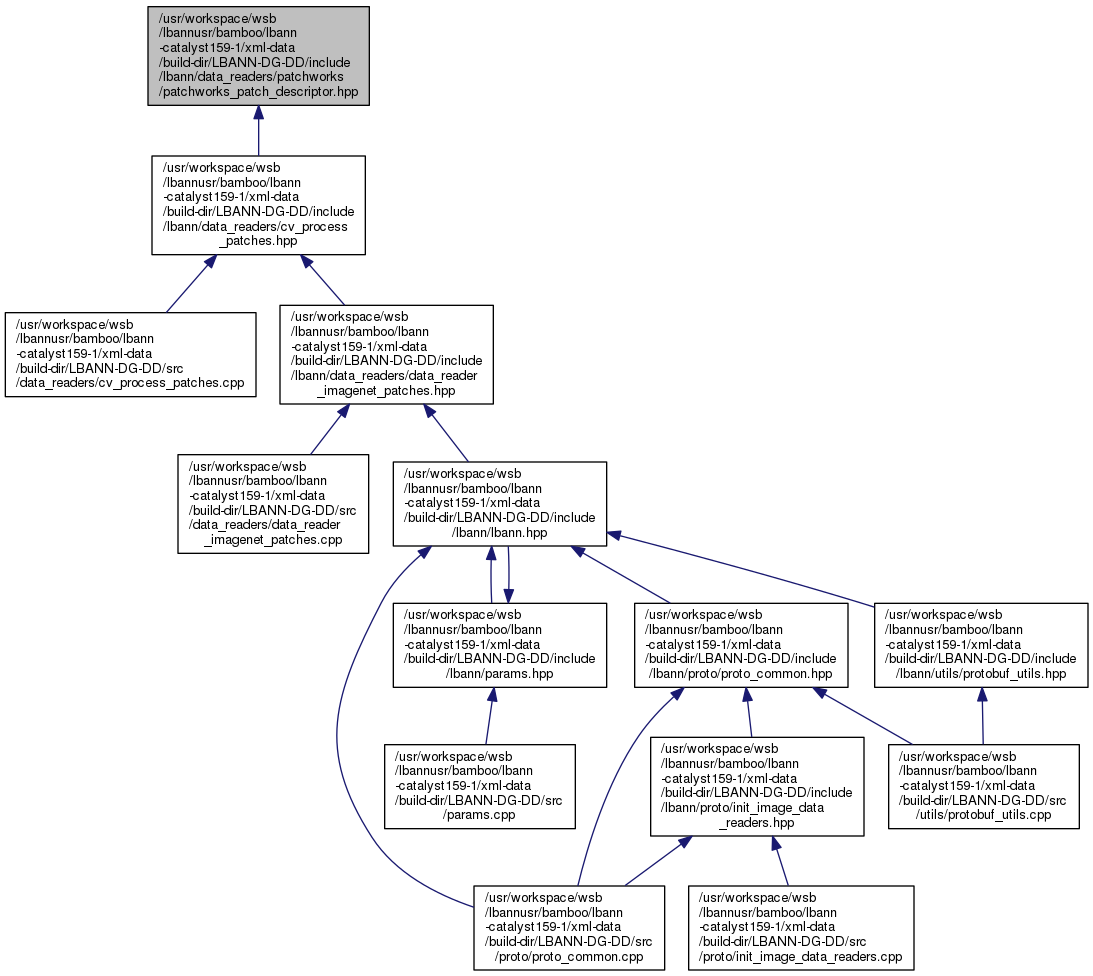 /usr/workspace/wsb
/lbannusr/bamboo/lbann
-catalyst159-1/xml-data
/build-dir/LBANN-DG-DD/include
/lbann/data_readers/patchworks
/patchworks_patch_descriptor.hpp
/usr/workspace/wsb
/lbannusr/bamboo/lbann
-catalyst159-1/xml-data
/build-dir/LBANN-DG-DD/include
/lbann/data_readers/cv_process
_patches.hpp
/usr/workspace/wsb
/lbannusr/bamboo/lbann
-catalyst159-1/xml-data
/build-dir/LBANN-DG-DD/src
/data_readers/cv_process_patches.cpp
/usr/workspace/wsb
/lbannusr/bamboo/lbann
-catalyst159-1/xml-data
/build-dir/LBANN-DG-DD/include
/lbann/data_readers/data_reader
_imagenet_patches.hpp
/usr/workspace/wsb
/lbannusr/bamboo/lbann
-catalyst159-1/xml-data
/build-dir/LBANN-DG-DD/src
/data_readers/data_reader
_imagenet_patches.cpp
/usr/workspace/wsb
/lbannusr/bamboo/lbann
-catalyst159-1/xml-data
/build-dir/LBANN-DG-DD/include
/lbann/lbann.hpp
/usr/workspace/wsb
/lbannusr/bamboo/lbann
-catalyst159-1/xml-data
/build-dir/LBANN-DG-DD/include
/lbann/params.hpp
/usr/workspace/wsb
/lbannusr/bamboo/lbann
-catalyst159-1/xml-data
/build-dir/LBANN-DG-DD/include
/lbann/proto/proto_common.hpp
/usr/workspace/wsb
/lbannusr/bamboo/lbann
-catalyst159-1/xml-data
/build-dir/LBANN-DG-DD/include
/lbann/utils/protobuf_utils.hpp
/usr/workspace/wsb
/lbannusr/bamboo/lbann
-catalyst159-1/xml-data
/build-dir/LBANN-DG-DD/src
/params.cpp
/usr/workspace/wsb
/lbannusr/bamboo/lbann
-catalyst159-1/xml-data
/build-dir/LBANN-DG-DD/include
/lbann/proto/init_image_data
_readers.hpp
/usr/workspace/wsb
/lbannusr/bamboo/lbann
-catalyst159-1/xml-data
/build-dir/LBANN-DG-DD/src
/utils/protobuf_utils.cpp
/usr/workspace/wsb
/lbannusr/bamboo/lbann
-catalyst159-1/xml-data
/build-dir/LBANN-DG-DD/src
/proto/proto_common.cpp
/usr/workspace/wsb
/lbannusr/bamboo/lbann
-catalyst159-1/xml-data
/build-dir/LBANN-DG-DD/src
/proto/init_image_data_readers.cpp